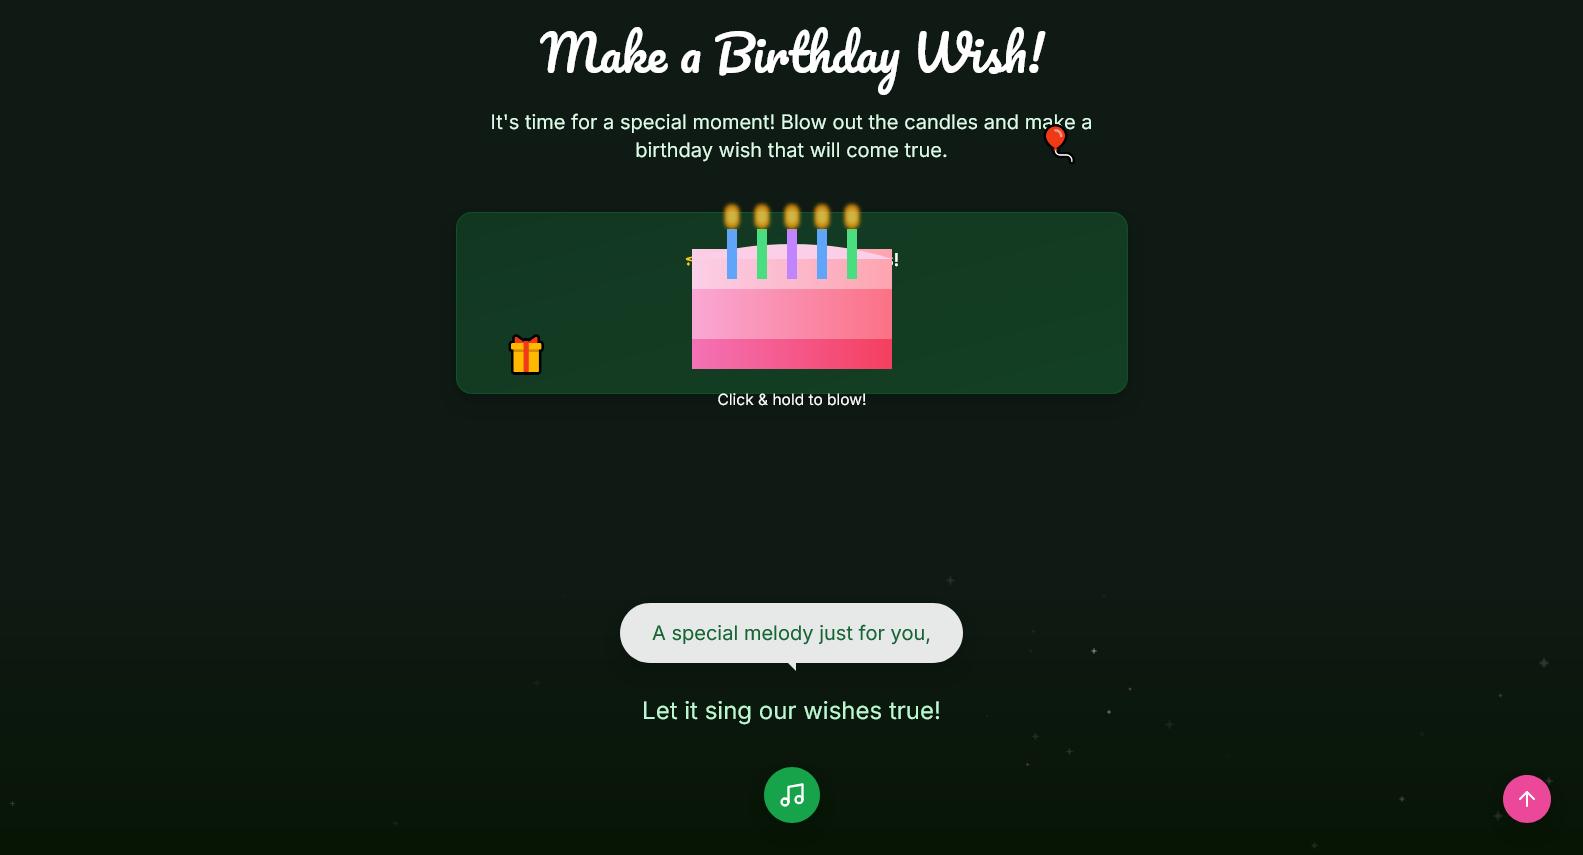 Make a Birthday Wish!
It's time for a special moment! Blow out the candles and make a
birthday wish that will come true.
Click & hold to blow!
A special melody just for you,
Let it sing our wishes true!